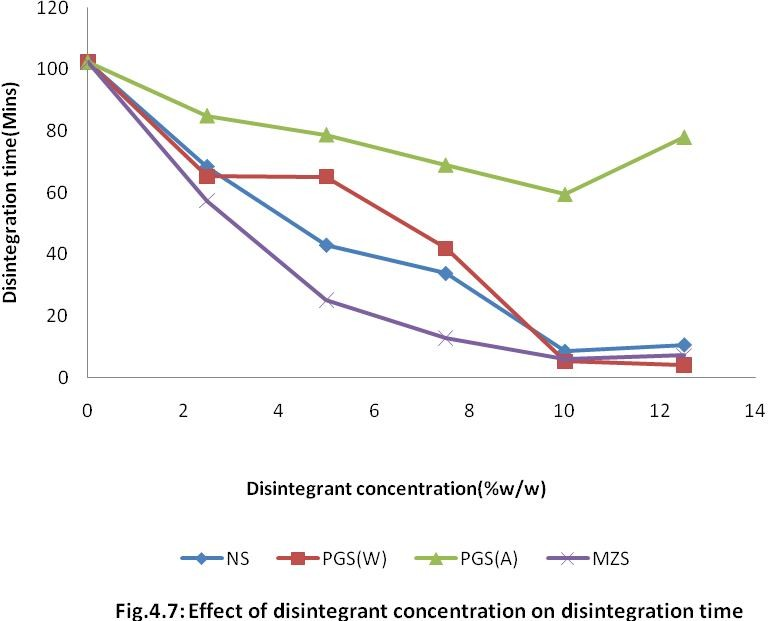 120
100
80
60
40
20
0
Disintegration time(Mins)
0 2 4 6 8 10 12 14
Disintegrant concentration(%w/w)
NS PGS(W) PGS(A) MZS
Fig.4.7:Effect of disintegrant concentration on disintegration time